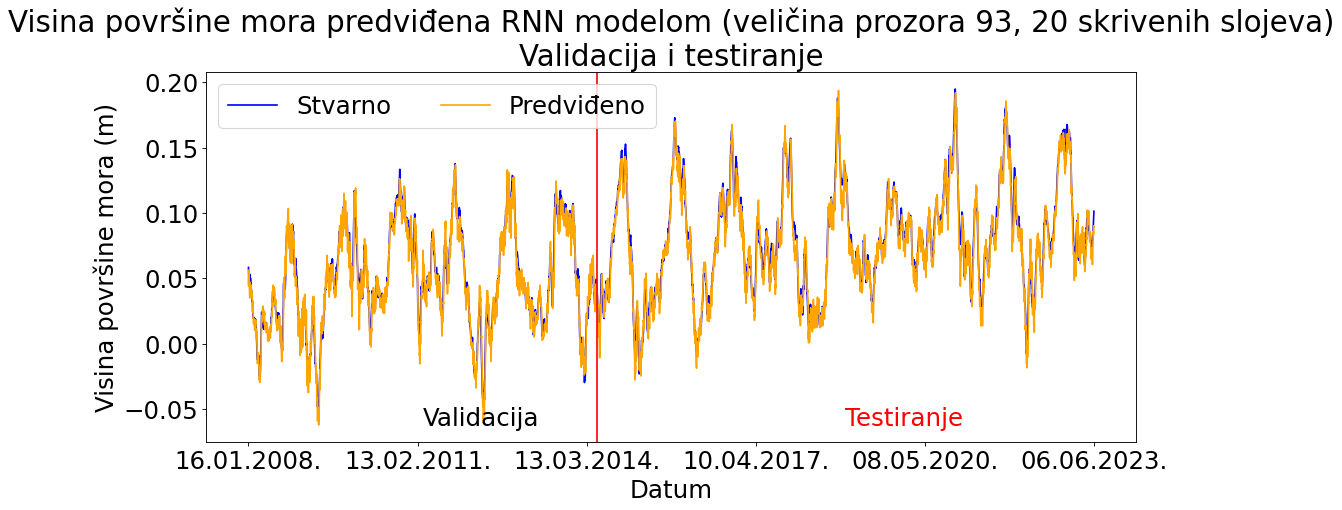 Visina površine mora predviđena RNN modelom (veličina prozora 93, 20 skrivenih slojeva)
Validacija i testiranje
Stvarno
Predviđeno
Visina površine mora (m)
0.20
0.15
0.10
0.05
0.00
−0.05
Validacija
Testiranje
16.01.2008.
13.02.2011.
13.03.2014.
10.04.2017.
08.05.2020.
06.06.2023.
Datum